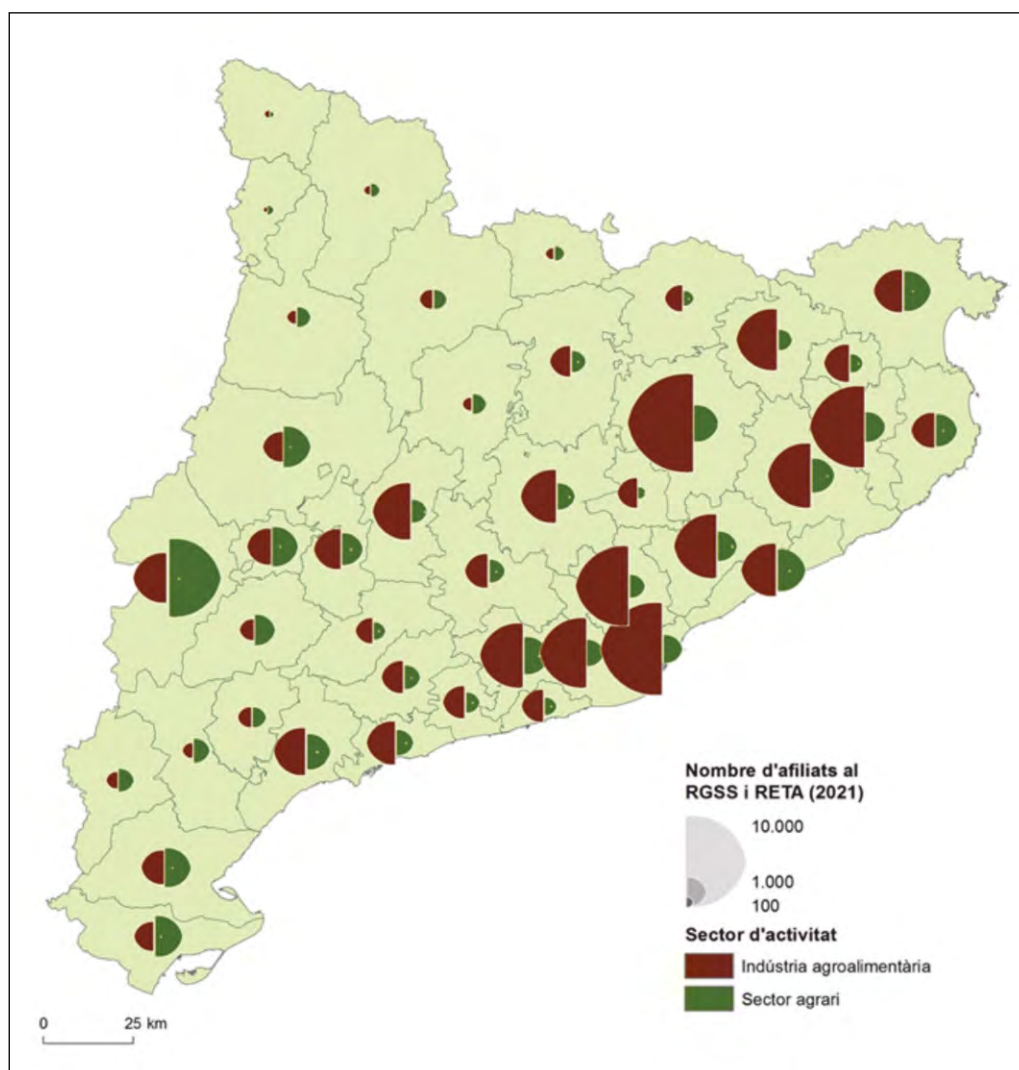 Nombre d'afiliats al
RGSS i RETA (2021)
10.000
1.000
100
Sector d'activitat
Indústria agroalimentària
Sector agrari
0 25 km